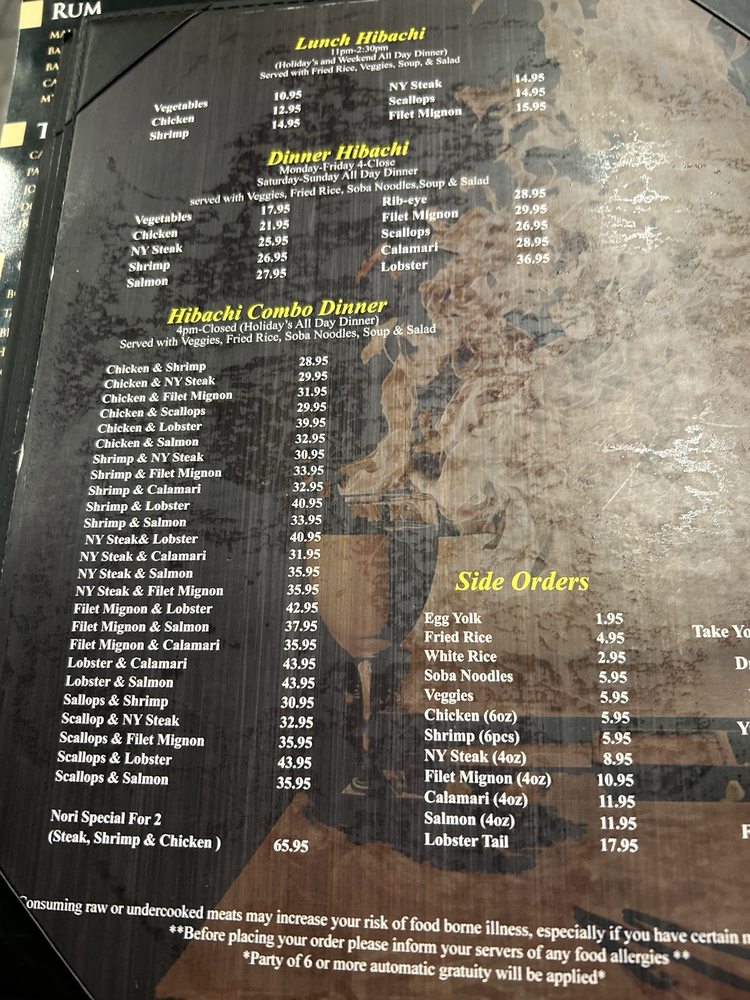 RUM
Lunch Hibachi
11pm-2:30pm
(Holiday's and Weekend All Day Dinner)
Served with Fried Rice, Veggies, Soup, & Salad
Vegetables 10.95
Chicken 12.95
Shrimp 14.95
NY Steak 14.95
Scallops 14.95
Filet Mignon 15.95
Dinner Hibachi
Monday-Friday 4-Close
Saturday-Sunday All Day Dinner
served with Veggies, Fried Rice, Soba Noodles,Soup & Salad
Vegetables 17.95
Chicken 21.95
NY Steak 25.95
Shrimp 26.95
Salmon 27.95
Rib-eye 28.95
Filet Mignon 29.95
Scallops 26.95
Calamari 28.95
Lobster 36.95
Hibachi Combo Dinner
4pm-Closed (Holiday's All Day Dinner)
Served with Veggies, Fried Rice, Soba Noodles, Soup & Salad
Chicken & Shrimp 28.95
Chicken & NY Steak 29.95
Chicken & Filet Mignon 31.95
Chicken & Scallops 29.95
Chicken & Lobster 39.95
Chicken & Salmon 32.95
Shrimp & NY Steak 30.95
Shrimp & Filet Mignon 33.95
Shrimp & Calamari 32.95
Shrimp & Lobster 40.95
Shrimp & Salmon 33.95
NY Steak& Lobster 40.95
NY Steak & Calamari 31.95
NY Steak & Salmon 35.95
NY Steak & Filet Mignon 35.95
Filet Mignon & Lobster 42.95
Filet Mignon & Salmon 37.95
Filet Mignon & Calamari 35.95
Lobster & Calamari 43.95
Lobster & Salmon 43.95
Sallops & Shrimp 30.95
Scallop & NY Steak 32.95
Scallops & Filet Mignon 35.95
Scallops & Lobster 43.95
Scallops & Salmon 35.95
Nori Special For 2
(Steak, Shrimp & Chicken ) 65.95
Side Orders
Egg Yolk 1.95
Fried Rice 4.95
White Rice 2.95
Soba Noodles 5.95
Veggies 5.95
Chicken (6oz) 5.95
Shrimp (6pcs) 5.95
NY Steak (4oz) 8.95
Filet Mignon (4oz) 10.95
Calamari (4oz) 11.95
Salmon (4oz) 11.95
Lobster Tail 17.95
Take Yo
Consuming raw or undercooked meats may increase your risk of food borne illness, especially if you have certain
**Before placing your order please inform your servers of any food allergies **
*Party of 6 or more automatic gratuity will be applied*